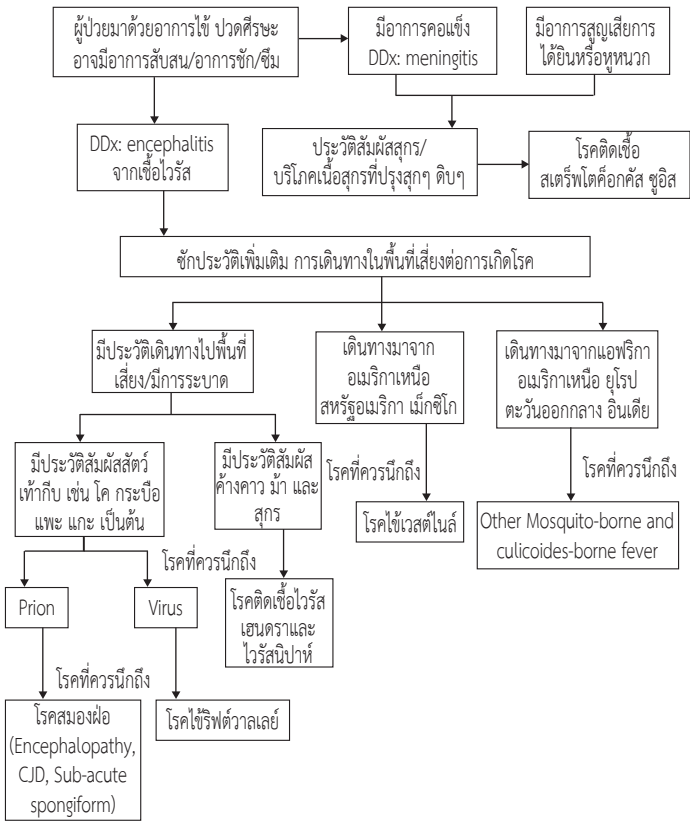 ผู้ป่วยมาด้วยอาการไข้ ปวดศีรษะ
อาจมีอาการสับสน/อาการชัก/ซึม
มีอาการคอแข็ง
DDx: meningitis
มีอาการสูญเสียการ
ได้ยินหรือหูหนวก
DDx: encephalitis
จากเชื้อไวรัส
ประวัติสัมผัสสุกร/
บริโภคเนื้อสุกรที่ปรุงสุกๆ ดิบๆ
โรคติดเชื้อ
สเตร็พโตค็อกคัส ซูอิส
ซักประวัติเพิ่มเติม การเดินทางในพื้นที่เสี่ยงต่อการเกิดโรค
มีประวัติเดินทางไปพื้นที่
เสี่ยง/มีการระบาด
เดินทางมาจาก
อเมริกาเหนือ
สหรัฐอเมริกา เม็กซิโก
เดินทางมาจากแอฟริกา
อเมริกาเหนือ ยุโรป
ตะวันออกกลาง อินเดีย
มีประวัติสัมผัสสัตว์
เท้ากีบ เช่น โค กระบือ
แพะ แกะ เป็นต้น
มีประวัติสัมผัส
ค้างคาว ม้า และ
สุกร
โรคที่ควรนึกถึง
โรคที่ควรนึกถึง
โรคไข้เวสต์ไนล์
Other Mosquito-borne and
culicoides-borne fever
โรคที่ควรนึกถึง
Prion
Virus
โรคติดเชื้อไวรัส
เฮนดราและ
ไวรัสนิปาห์
โรคที่ควรนึกถึง
โรคสมองฝ่อ
(Encephalopathy,
CJD, Sub-acute
spongiform)
โรคไข้ริฟต์วาลเลย์